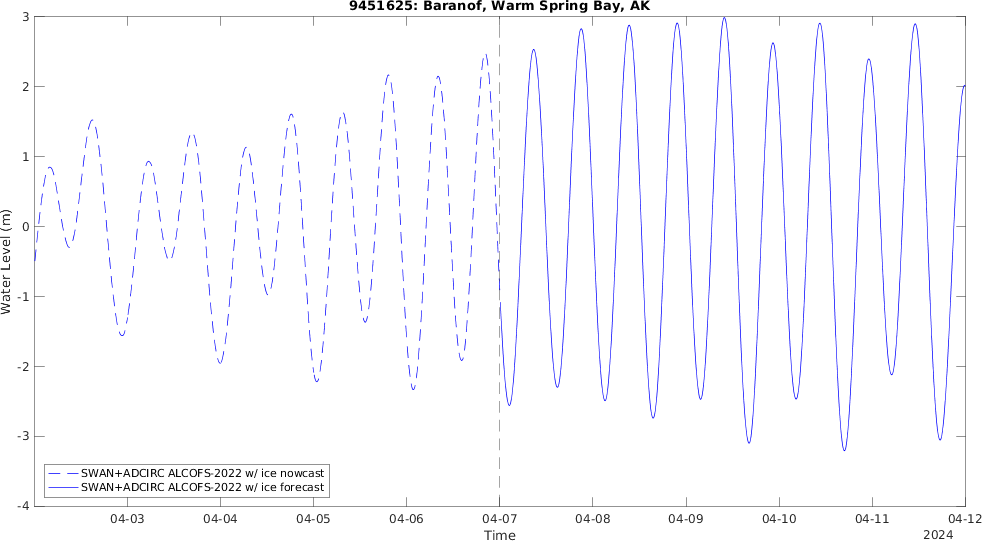 9451625: Baranof, Warm Spring Bay, AK
3
2
1
0
-1
-2
-3
-4
Water Level (m)
SWAN+ADCIRC ALCOFS-2022 w/ ice nowcast
SWAN+ADCIRC ALCOFS-2022 w/ ice forecast
04-03 04-04 04-05 04-06 04-07 04-08 04-09 04-10 04-11 04-12
Time
2024